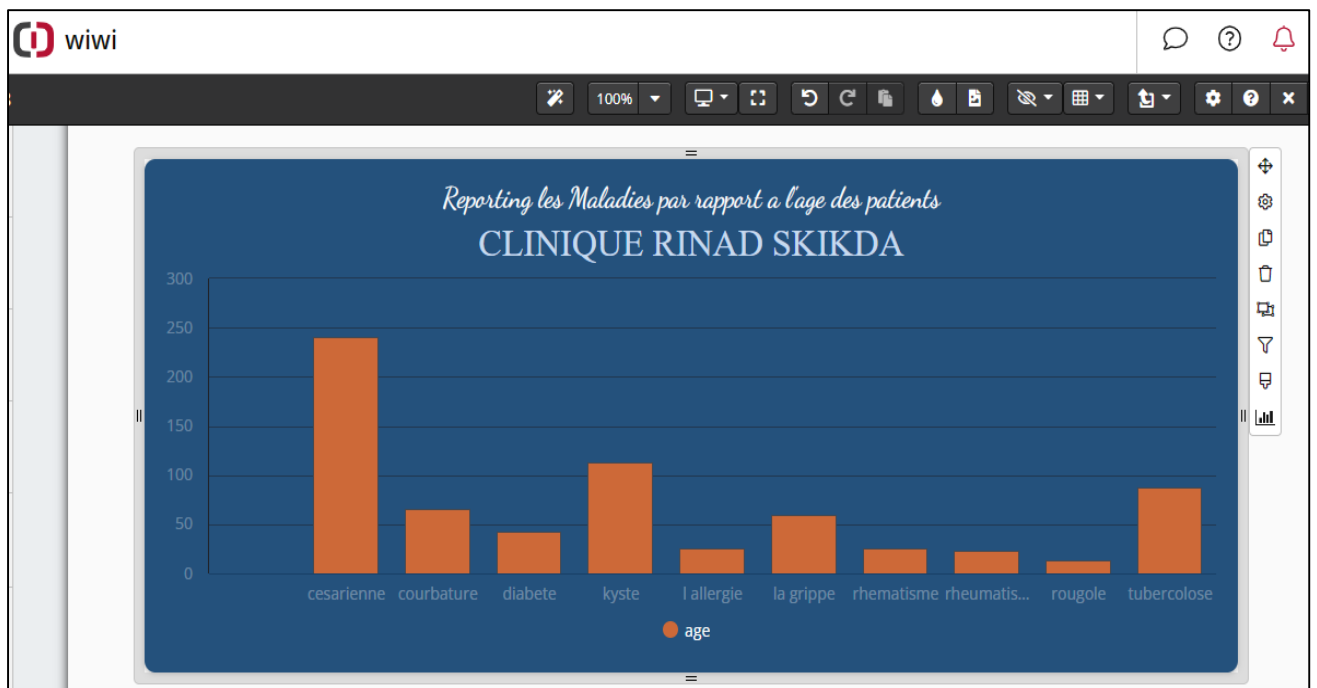 wiwi
100%
Reporting les Maladies par rapport a l'age des patients
CLINIQUE RINAD SKIKDA
300
250
200
150
100
50
0
cesarienne courbature diabete kyste l allergie la grippe rhematisme rheumatis... rougole tubercolose
age